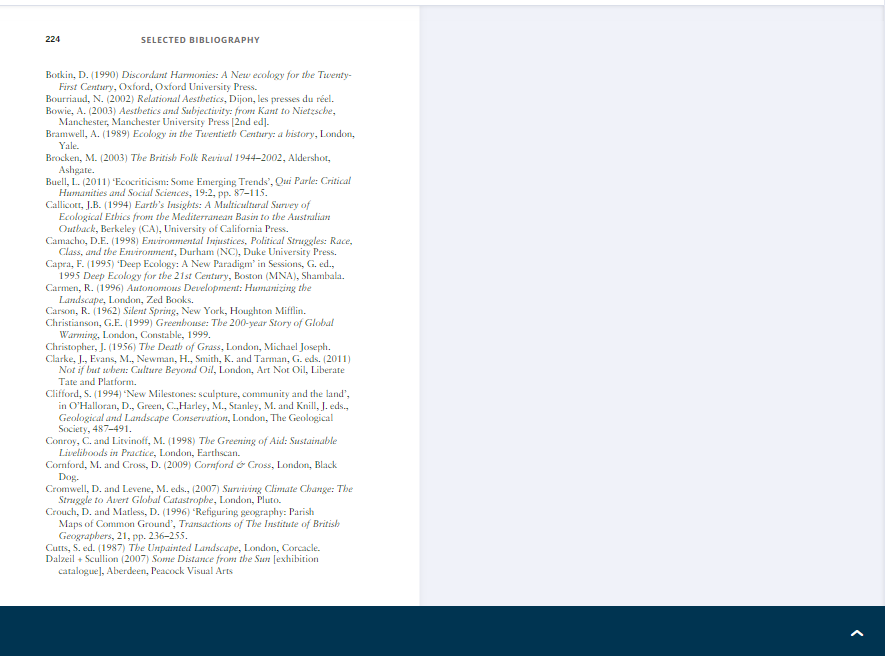 224
SELECTED BIBLIOGRAPHY
Botkin, D. (1990) Discordant Harmonies: A New ecology for the Twenty-
First Century, Oxford, Oxford University Press.
Bourriaud, N. (2002) Relational Aesthetics, Dijon, les presses du réel.
Bowie, A. (2003) Aesthetics and Subjectivity: from Kant to Nietzsche,
Manchester, Manchester University Press [2nd ed].
Bramwell, A. (1989) Ecology in the Twentieth Century: a history, London,
Yale.
Brocken, M. (2003) The British Folk Revival 1944–2002, Aldershot,
Ashgate.
Buell, L. (2011) ‘Ecocriticism: Some Emerging Trends’, Qui Parle: Critical
Humanities and Social Sciences, 19:2, pp. 87–115.
Callicott, J.B. (1994) Earth’s Insights: A Multicultural Survey of
Ecological Ethics from the Mediterranean Basin to the Australian
Outback, Berkeley (CA), University of California Press.
Camacho, D.E. (1998) Environmental Injustices, Political Struggles: Race,
Class, and the Environment, Durham (NC), Duke University Press.
Capra, F. (1995) ‘Deep Ecology: A New Paradigm’ in Sessions, G. ed.,
1995 Deep Ecology for the 21st Century, Boston (MNA), Shambala.
Carmen, R. (1996) Autonomous Development: Humanizing the
Landscape, London, Zed Books.
Carson, R. (1962) Silent Spring, New York, Houghton Mifflin.
Christianson, G.E. (1999) Greenhouse: The 200-year Story of Global
Warming, London, Constable, 1999.
Christopher, J. (1956) The Death of Grass, London, Michael Joseph.
Clarke, J., Evans, M., Newman, H., Smith, K. and Tarman, G. eds. (2011)
Not if but when: Culture Beyond Oil, London, Art Not Oil, Liberate
Tate and Platform.
Clifford, S. (1994) ‘New Milestones: sculpture, community and the land’,
in O’Halloran, D., Green, C.,Harley, M., Stanley, M. and Knill, J. eds.,
Geological and Landscape Conservation, London, The Geological
Society, 487–491.
Conroy, C. and Litvinoff, M. (1998) The Greening of Aid: Sustainable
Livelihoods in Practice, London, Earthscan.
Cornford, M. and Cross, D. (2009) Cornford & Cross, London, Black
Dog.
Cromwell, D. and Levene, M. eds., (2007) Surviving Climate Change: The
Struggle to Avert Global Catastrophe, London, Pluto.
Crouch, D. and Matless, D. (1996) ‘Refiguring geography: Parish
Maps of Common Ground’, Transactions of The Institute of British
Geographers, 21, pp. 236–255.
Cutts, S. ed. (1987) The Unpainted Landscape, London, Corcacle.
Dalzeil + Scullion (2007) Some Distance from the Sun [exhibition
catalogue], Aberdeen, Peacock Visual Arts